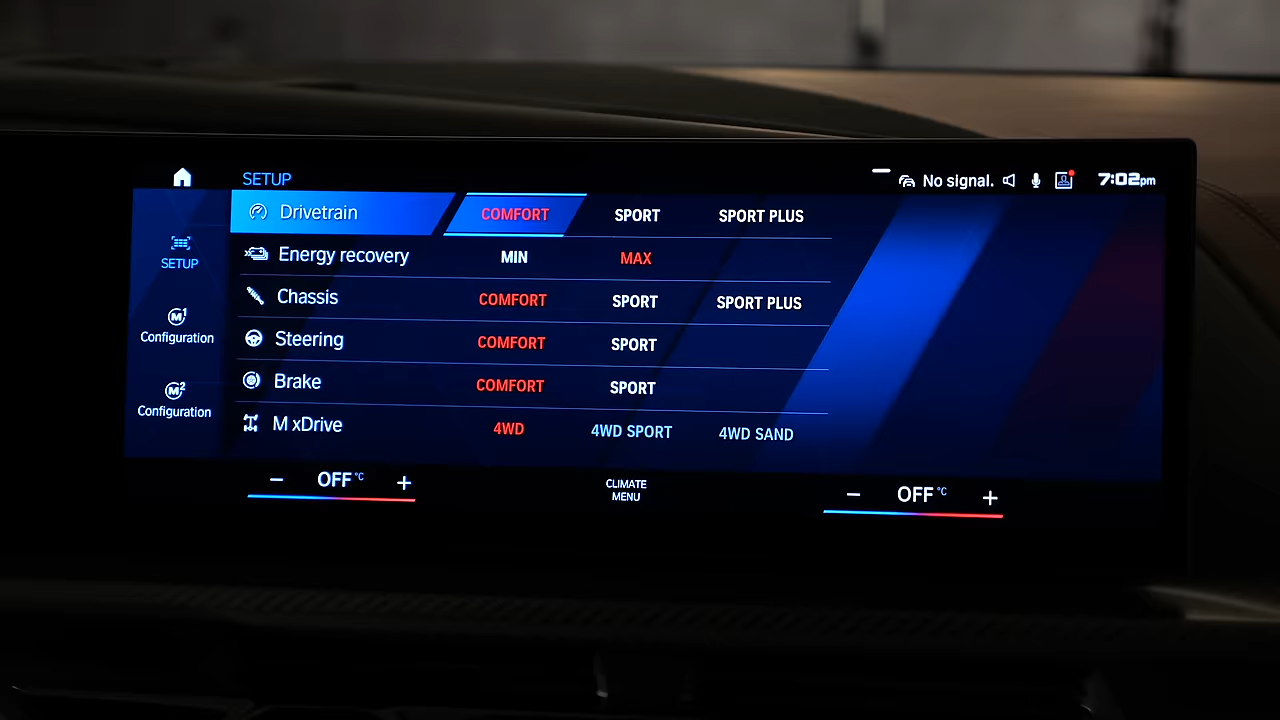 SETUP No signal. 7:02pm
Drivetrain COMFORT SPORT SPORT PLUS
Energy recovery MIN MAX
Chassis COMFORT SPORT SPORT PLUS
Steering COMFORT SPORT
Brake COMFORT SPORT
M xDrive 4WD 4WD SPORT 4WD SAND
SETUP
M1
Configuration
M2
Configuration
− OFF °C +
CLIMATE
MENU
− OFF °C +